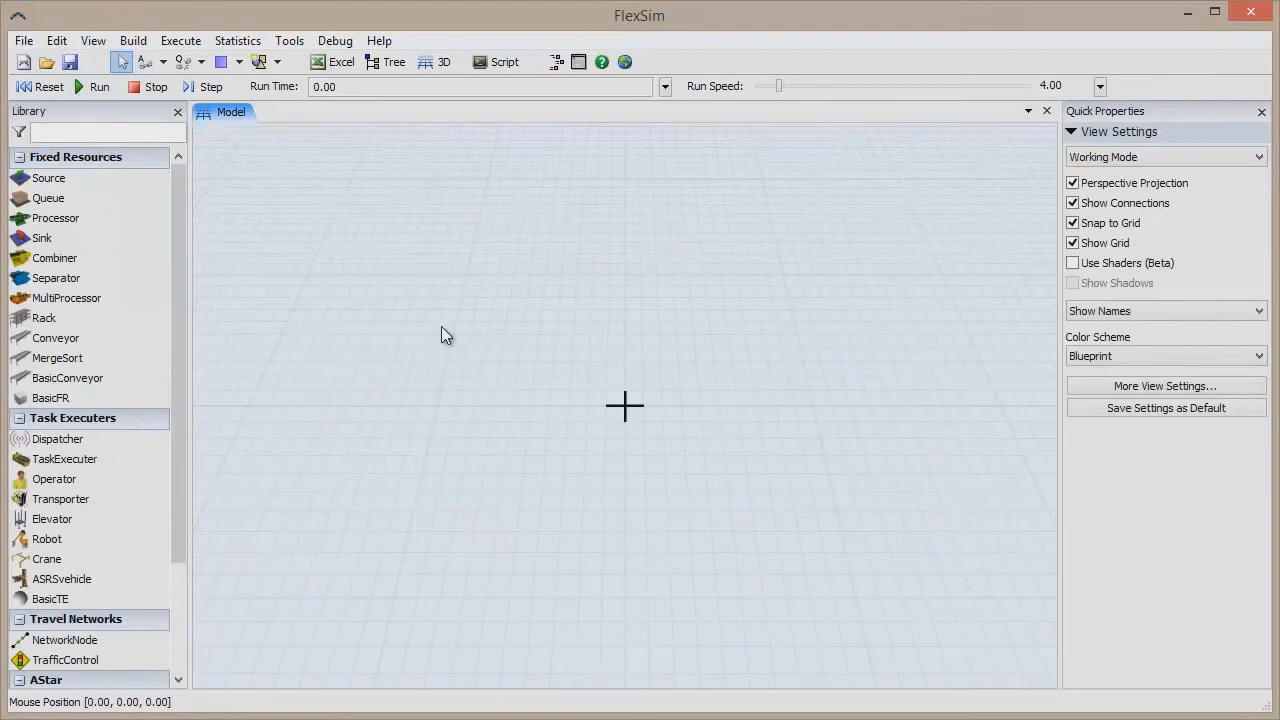 FlexSim
File Edit View Build Execute Statistics Tools Debug Help
Excel Tree 3D Script
Reset Run Stop Step Run Time: 0.00 Run Speed: 4.00
Library
Model
Quick Properties
View Settings
Working Mode
Perspective Projection
Show Connections
Snap to Grid
Show Grid
Use Shaders (Beta)
Show Shadows
Show Names
Color Scheme
Blueprint
More View Settings...
Save Settings as Default
Fixed Resources
Source
Queue
Processor
Sink
Combiner
Separator
MultiProcessor
Rack
Conveyor
MergeSort
BasicConveyor
BasicFR
Task Executers
Dispatcher
TaskExecuter
Operator
Transporter
Elevator
Robot
Crane
ASRSvehicle
BasicTE
Travel Networks
NetworkNode
TrafficControl
AStar
Mouse Position [0.00, 0.00, 0.00]